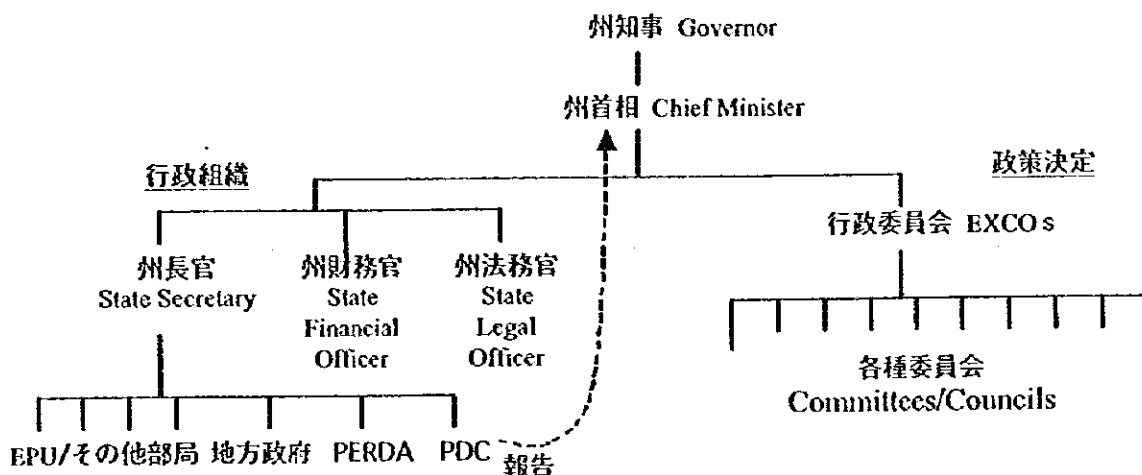 州知事 Governor
州首相 Chief Minister
行政組織
政策決定
行政委員会 EXCOs
州長官
State Secretary
州財務官
State
Financial
Officer
州法務官
State
Legal
Officer
各種委員会
Committees/Councils
EPU/その他部局 地方政府 PERDA PDC 報告